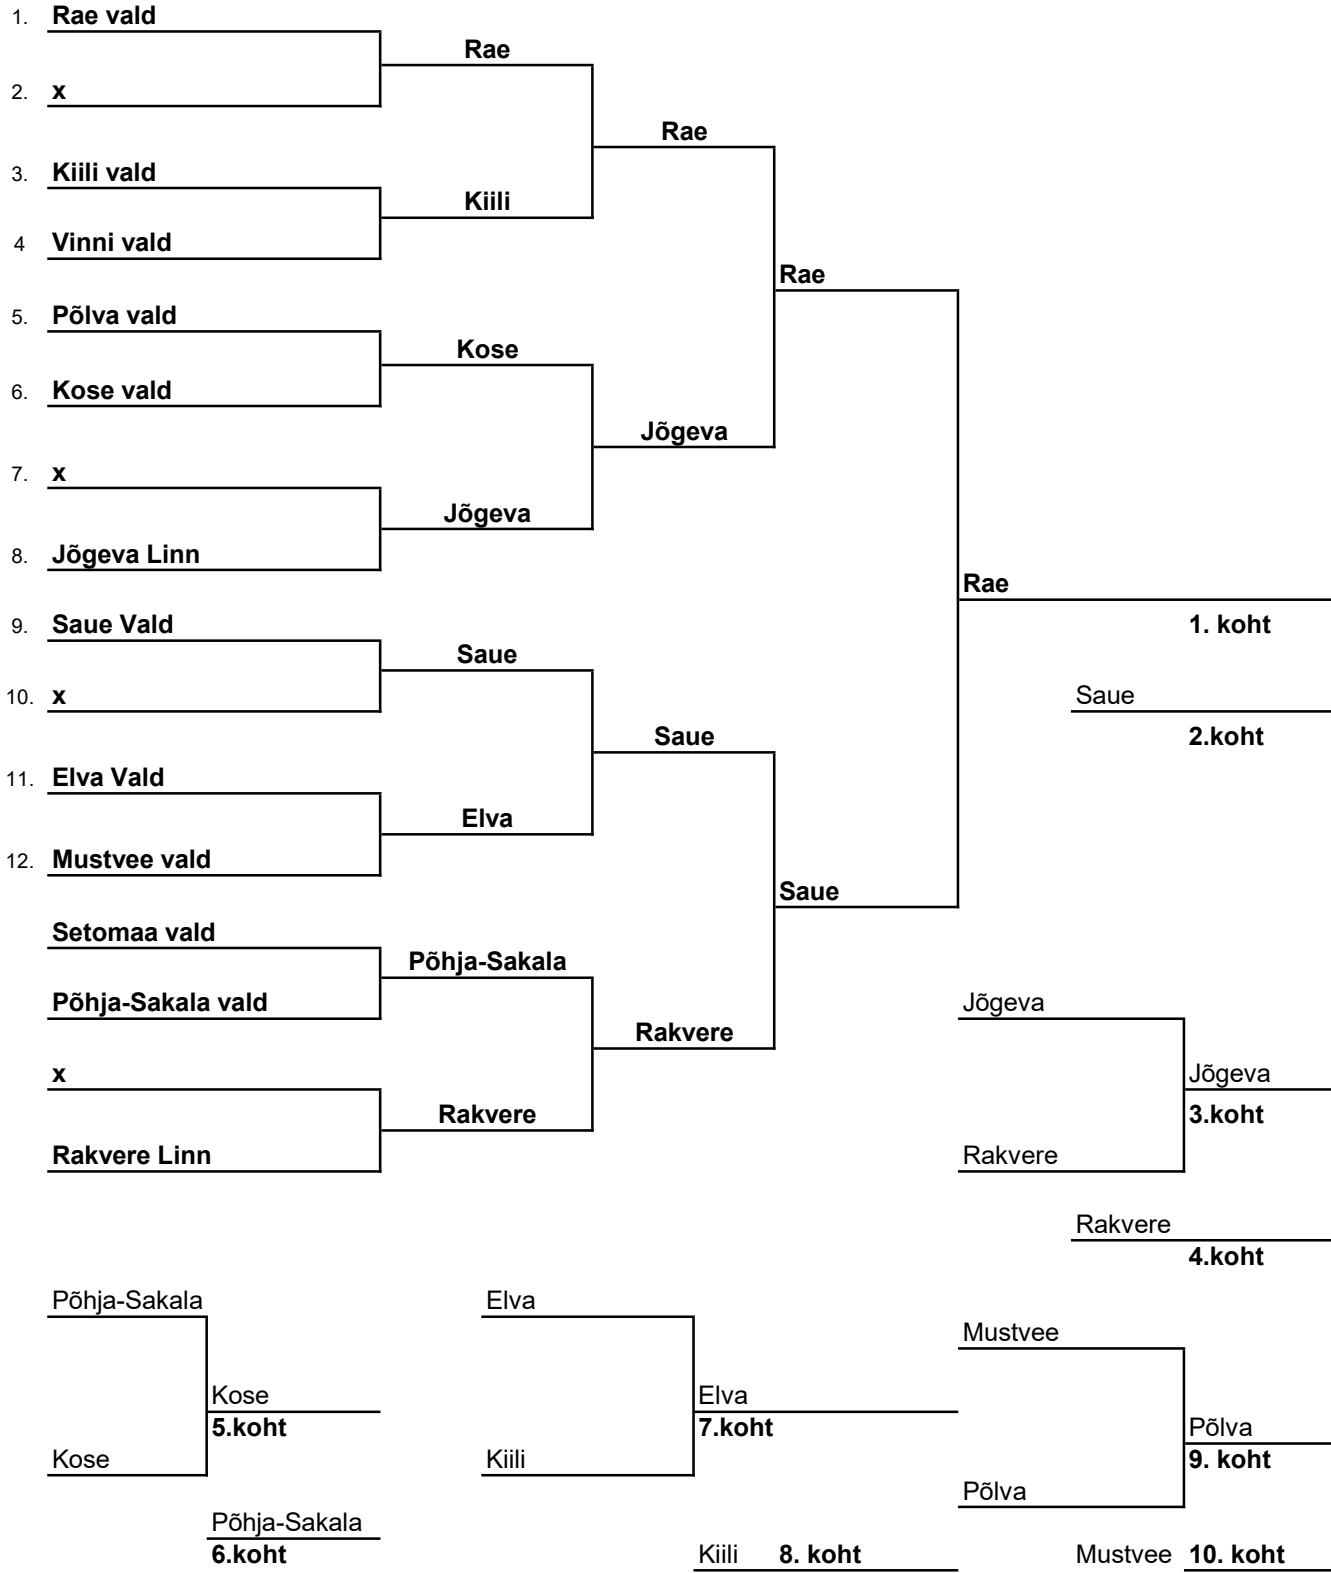 1. Rae vald
Rae
2. x
Rae
3. Kiili vald
Kiili
4 Vinni vald
Rae
5. Põlva vald
Kose
6. Kose vald
Jõgeva
7. x
Jõgeva
8. Jõgeva Linn
Rae
9. Saue Vald
1. koht
Saue
10. x
Saue
Saue
2.koht
11. Elva Vald
Elva
12. Mustvee vald
Saue
Setomaa vald
Põhja-Sakala
Põhja-Sakala vald
Jõgeva
Rakvere
x
Jõgeva
Rakvere
3.koht
Rakvere Linn
Rakvere
Rakvere
4.koht
Põhja-Sakala
Elva
Mustvee
Kose
Elva
5.koht
7.koht
Põlva
Kose
Kiili
9. koht
Põlva
Põhja-Sakala
6.koht
Kiili 8. koht
Mustvee 10. koht